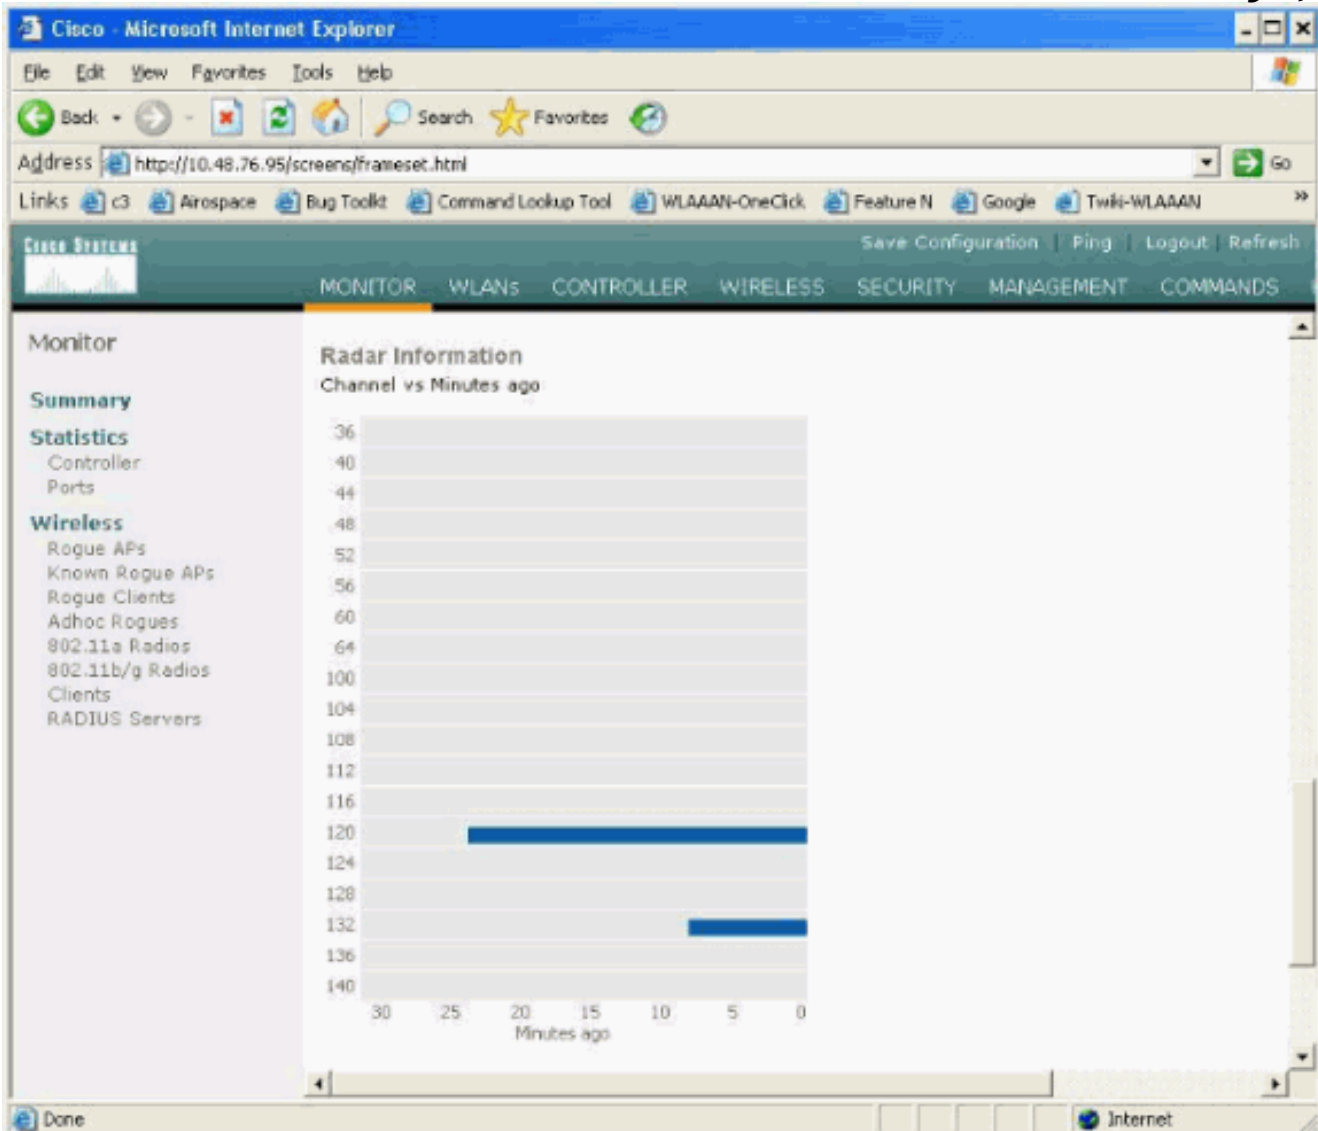 Cisco - Microsoft Internet Explorer
File Edit View Favorites Tools Help
Back Search Favorites
Address http://10.48.76.95/screens/frameset.html Go
Links c3 Airospace Bug Toolkt Command Lookup Tool WLAAAN-OneClick Feature N Google Twiki-WLAAAN »
CISCO SYSTEMS
Save Configuration | Ping | Logout | Refresh
MONITOR WLANs CONTROLLER WIRELESS SECURITY MANAGEMENT COMMANDS
Monitor
Summary
Statistics
Controller
Ports
Wireless
Rogue APs
Known Rogue APs
Rogue Clients
Adhoc Rogues
802.11a Radios
802.11b/g Radios
Clients
RADIUS Servers
Radar Information
Channel vs Minutes ago
36
40
44
48
52
56
60
64
100
104
108
112
116
120
124
128
132
136
140
30 25 20 15 10 5 0
Minutes ago
Done Internet